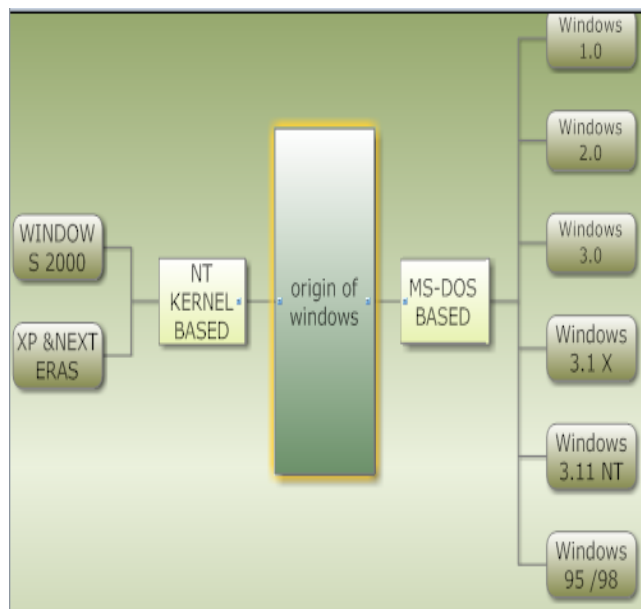 WINDOW
S 2000
XP &NEXT
ERAS
NT
KERNEL
BASED
origin of
windows
MS-DOS
BASED
Windows
1.0
Windows
2.0
Windows
3.0
Windows
3.1 X
Windows
3.11 NT
Windows
95 /98